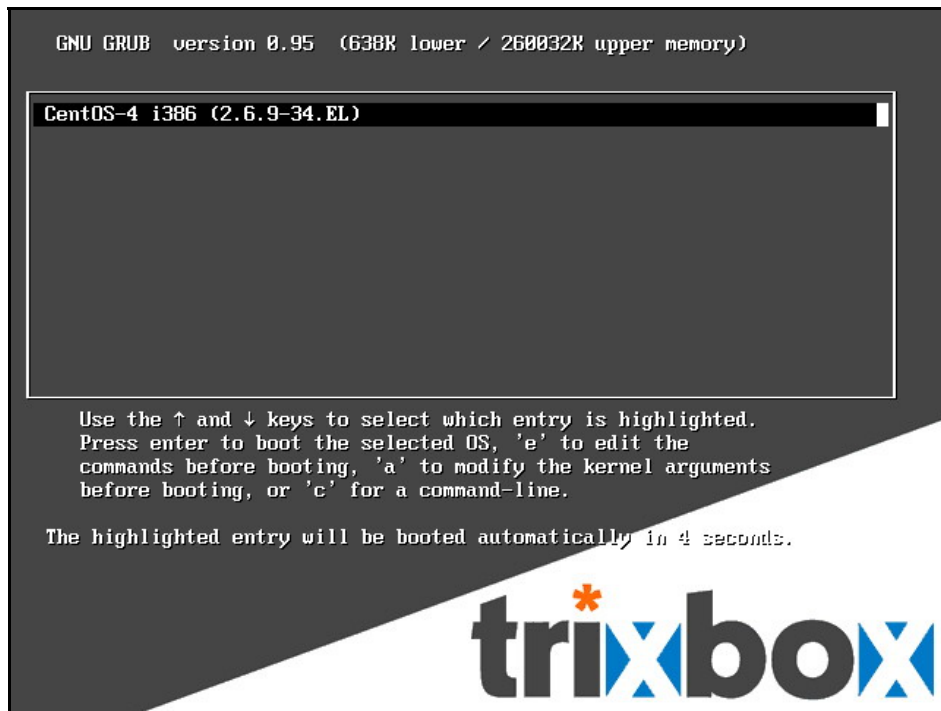 GNU GRUB version 0.95 (638K lower / 260032K upper memory)
CentOS-4 i386 (2.6.9-34.EL)
Use the ↑ and ↓ keys to select which entry is highlighted.
Press enter to boot the selected OS, 'e' to edit the
commands before booting, 'a' to modify the kernel arguments
before booting, or 'c' for a command-line.
The highlighted entry will be booted automatically in 4 seconds.
trixbox